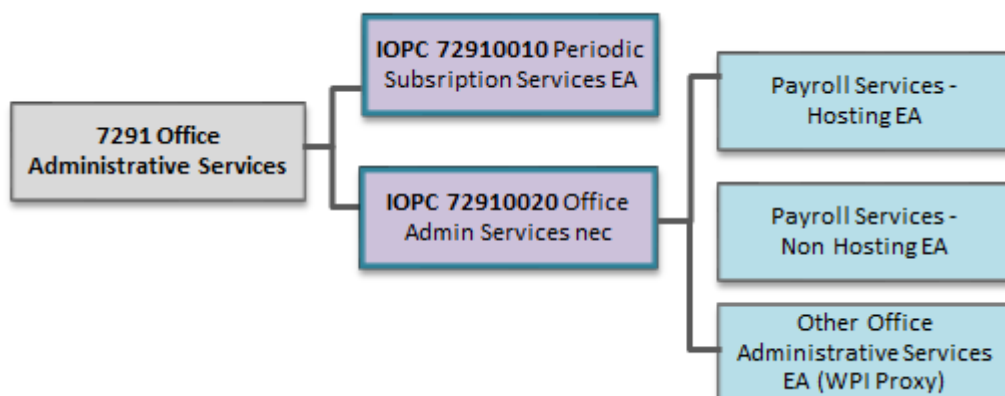 7291 Office
Administrative Services
IOPC 72910010 Periodic
Subsription Services EA
IOPC 72910020 Office
Admin Services nec
Payroll Services -
Hosting EA
Payroll Services -
Non Hosting EA
Other Office
Administrative Services
EA (WPI Proxy)